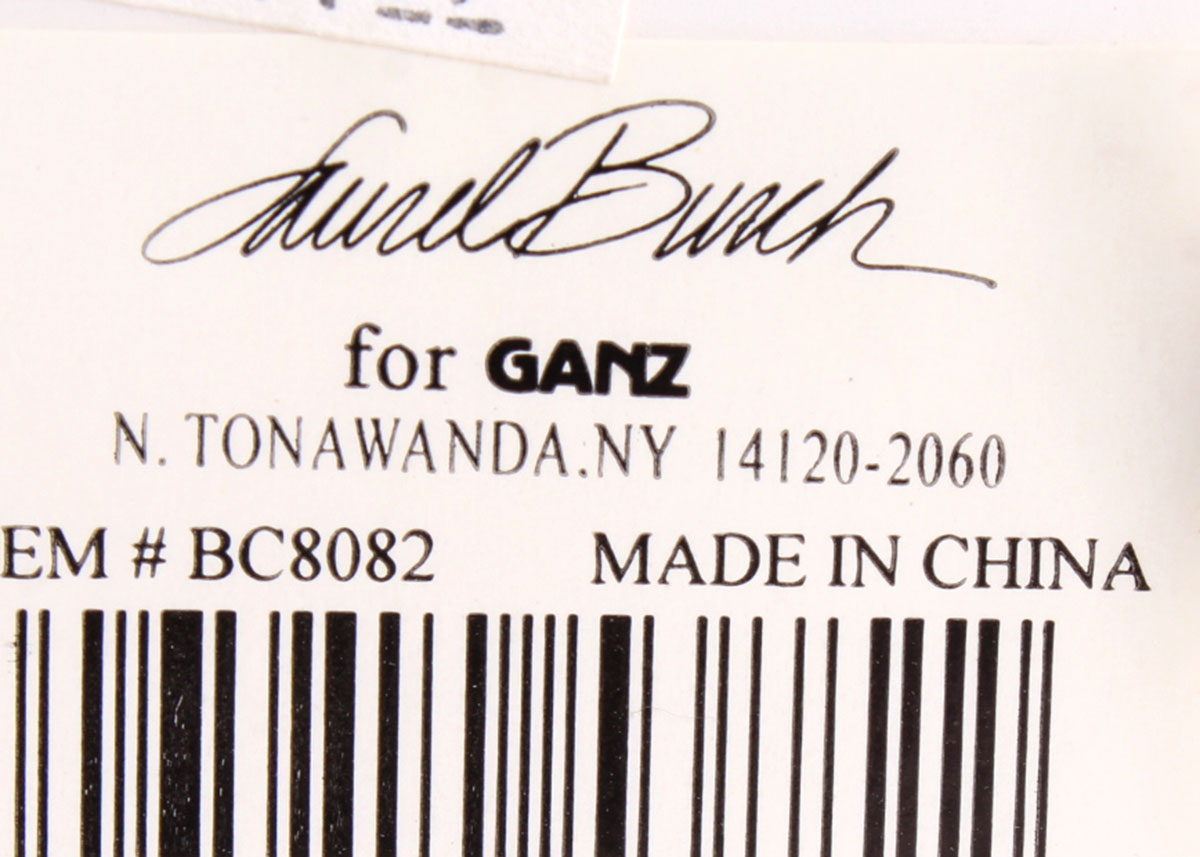 Laurel Burch
for GANZ
N. TONAWANDA.NY 14120-2060
EM # BC8082 MADE IN CHINA